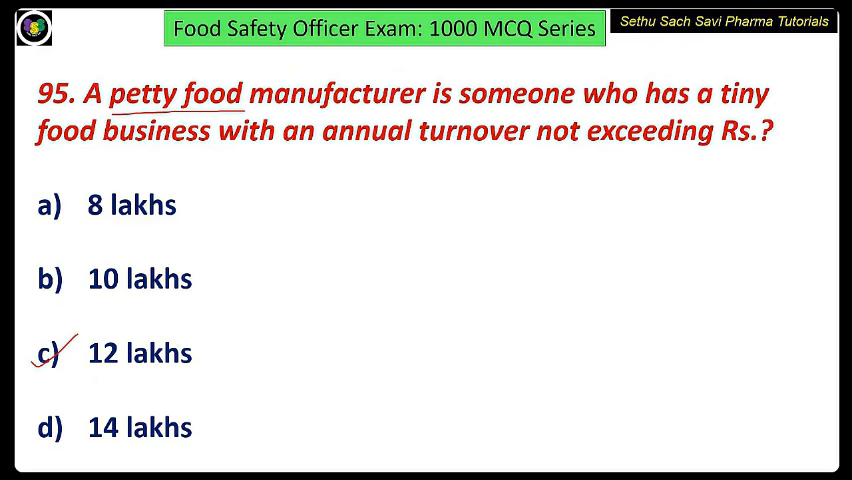 Food Safety Officer Exam: 1000 MCQ Series
Sethu Sach Savi Pharma Tutorials
95. A petty food manufacturer is someone who has a tiny
food business with an annual turnover not exceeding Rs.?
a) 8 lakhs
b) 10 lakhs
c) 12 lakhs
d) 14 lakhs